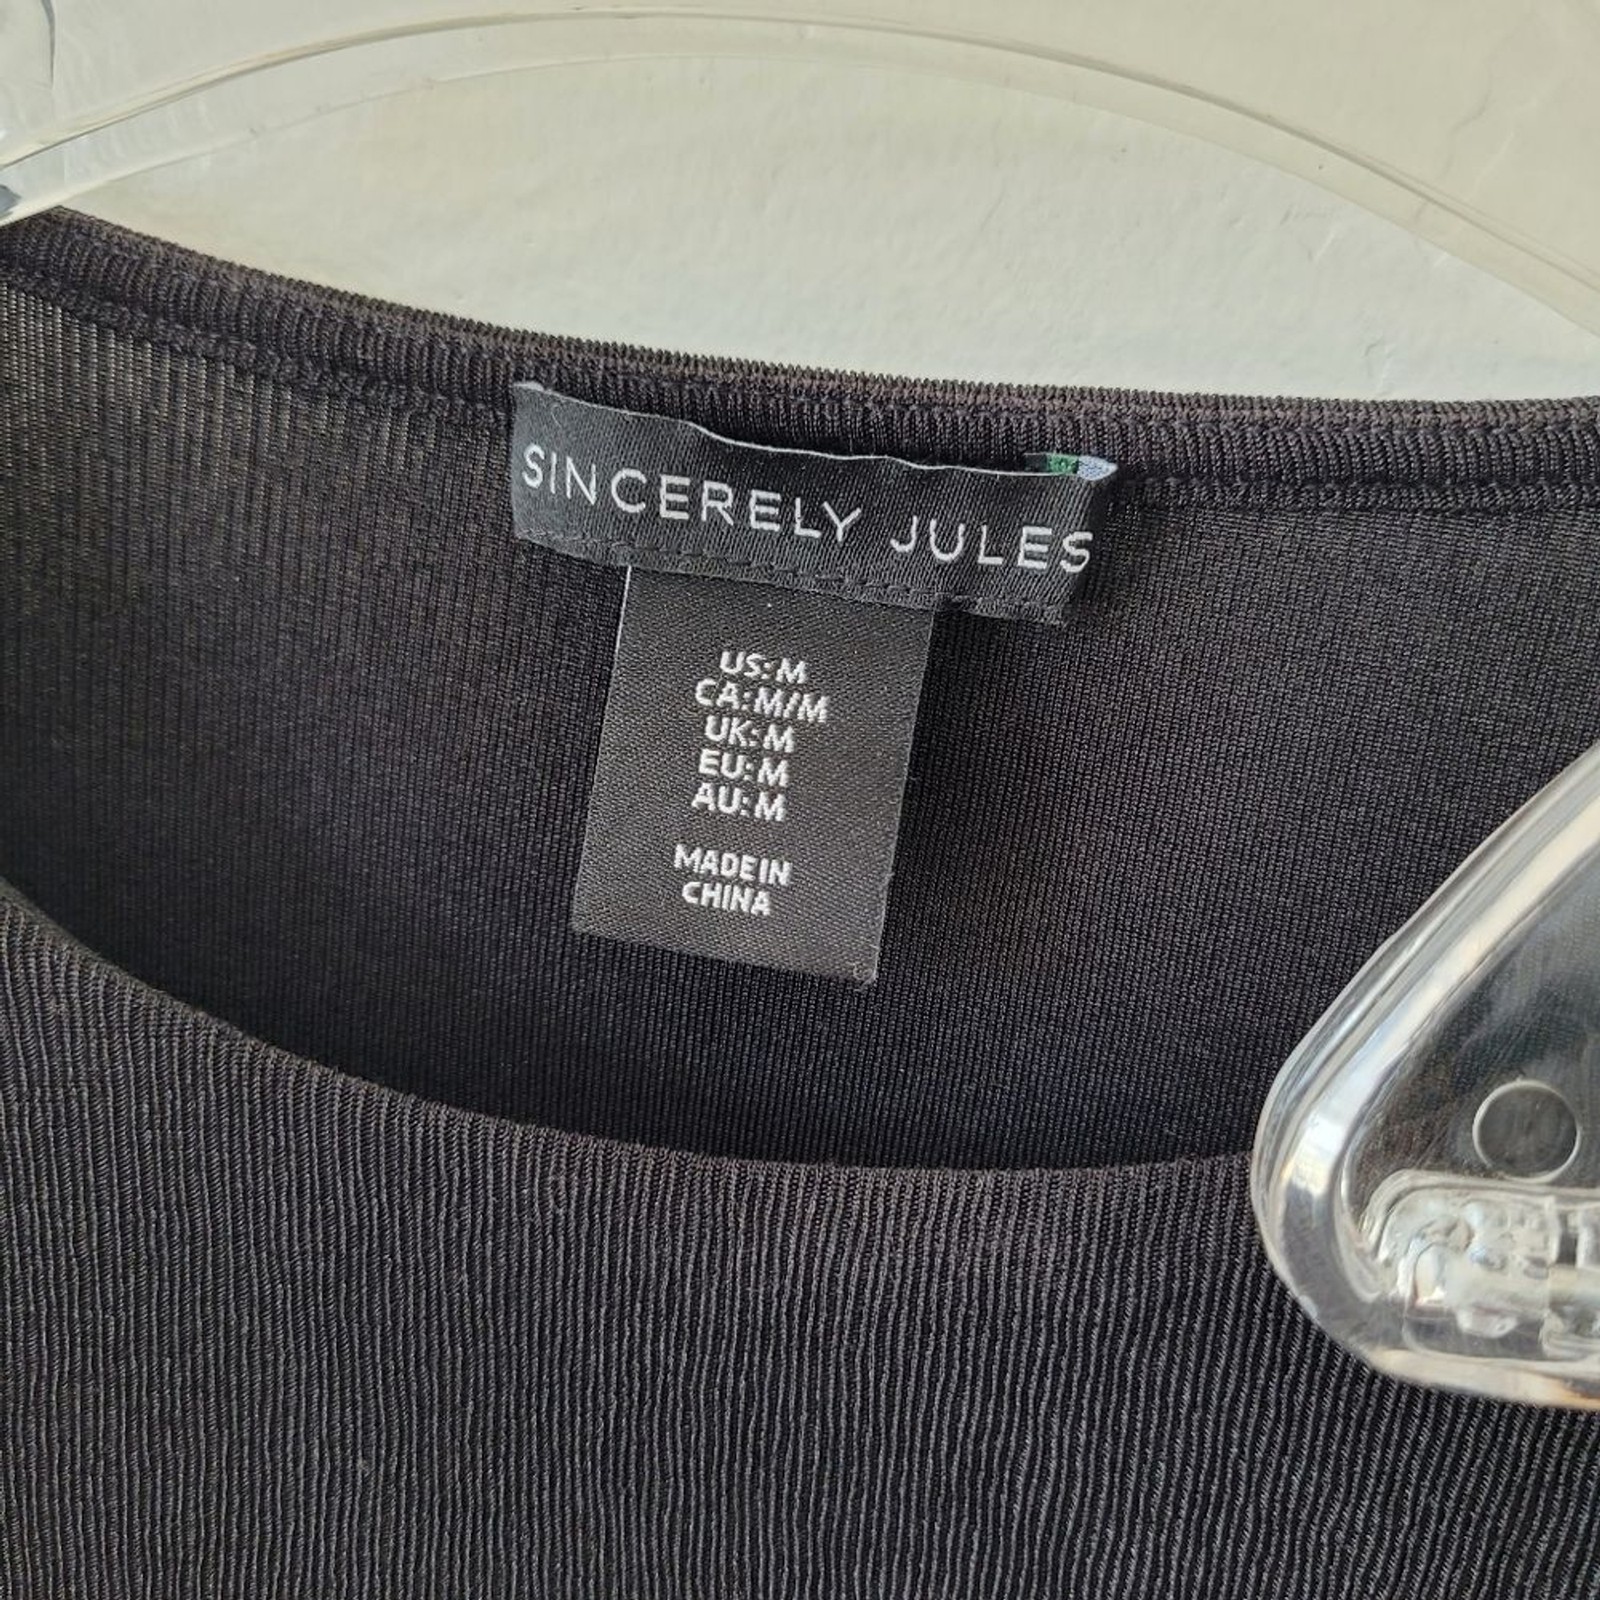 SINCERELY JULES
US: M
CA: M/M
UK: M
EU: M
AU: M
MADE IN
CHINA